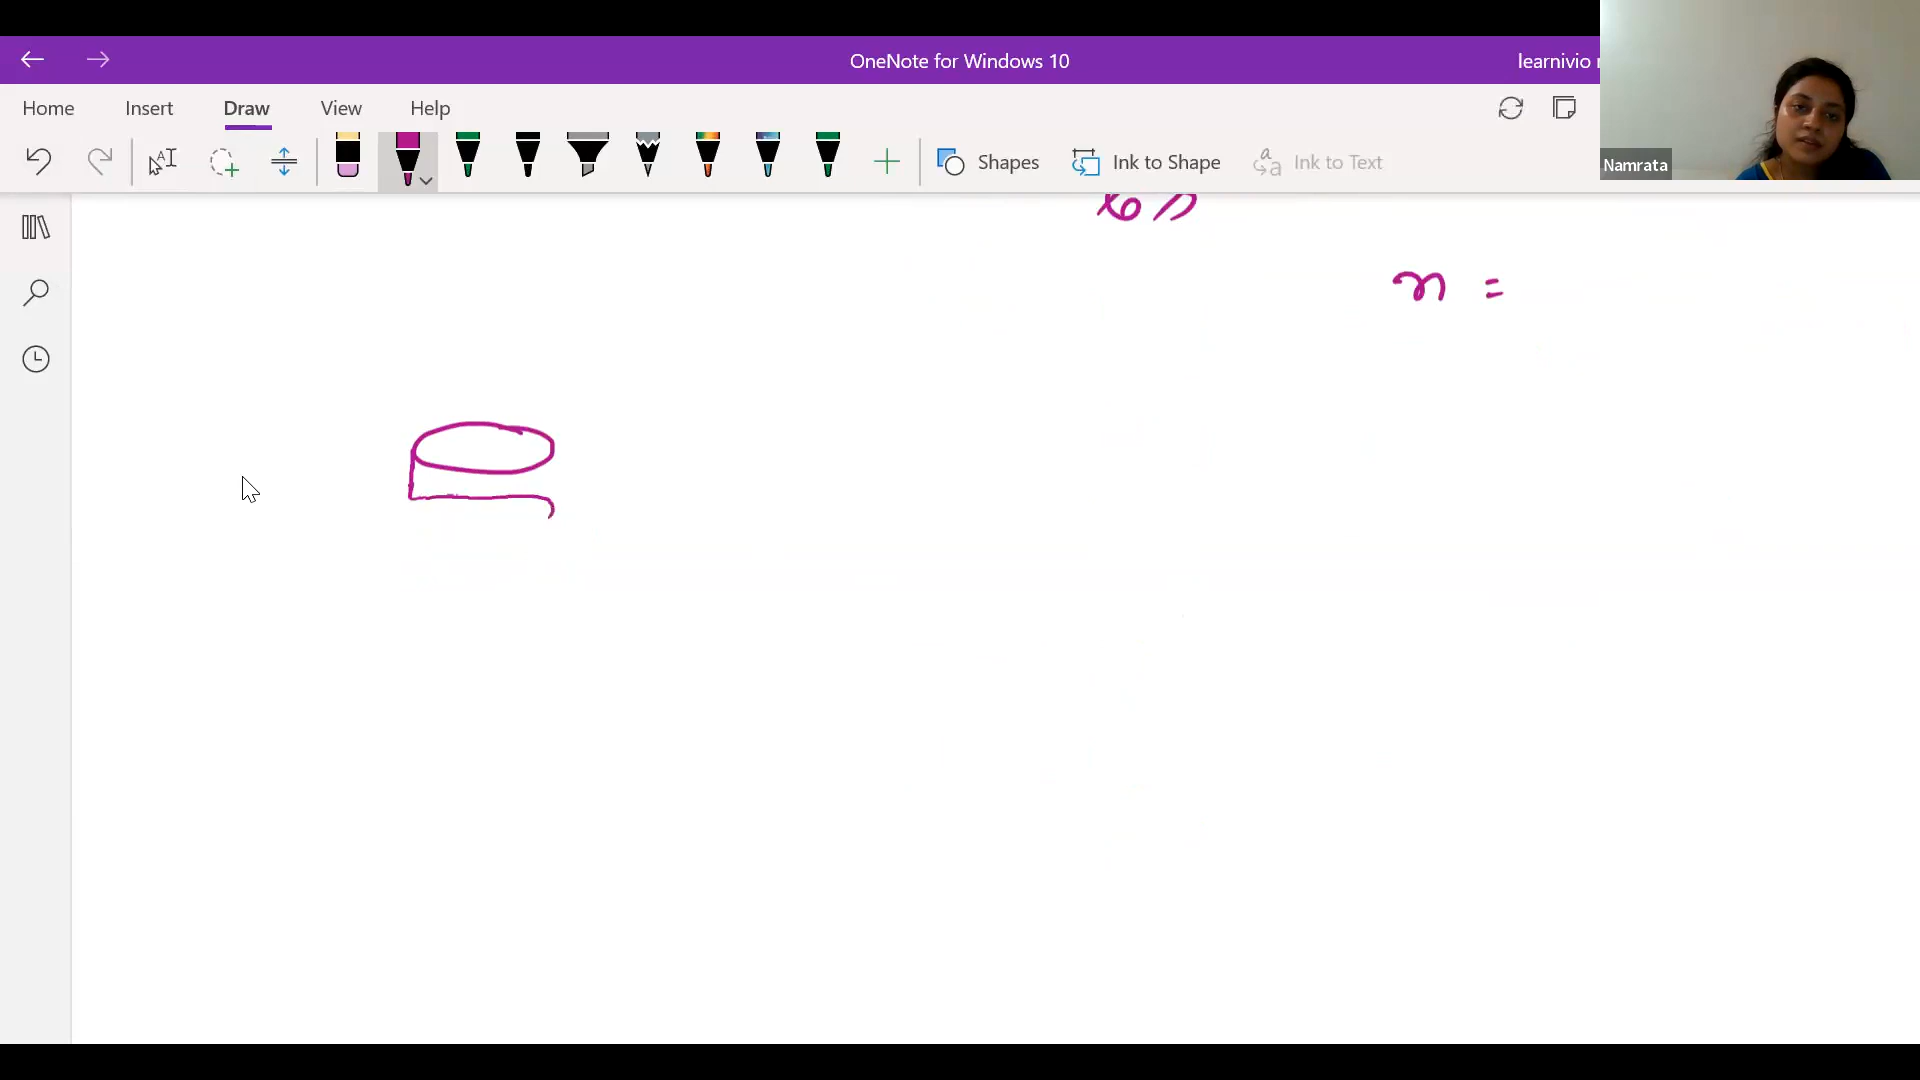 OneNote for Windows 10
learnivio
Home Insert Draw View Help
Shapes Ink to Shape Ink to Text
Namrata
n =